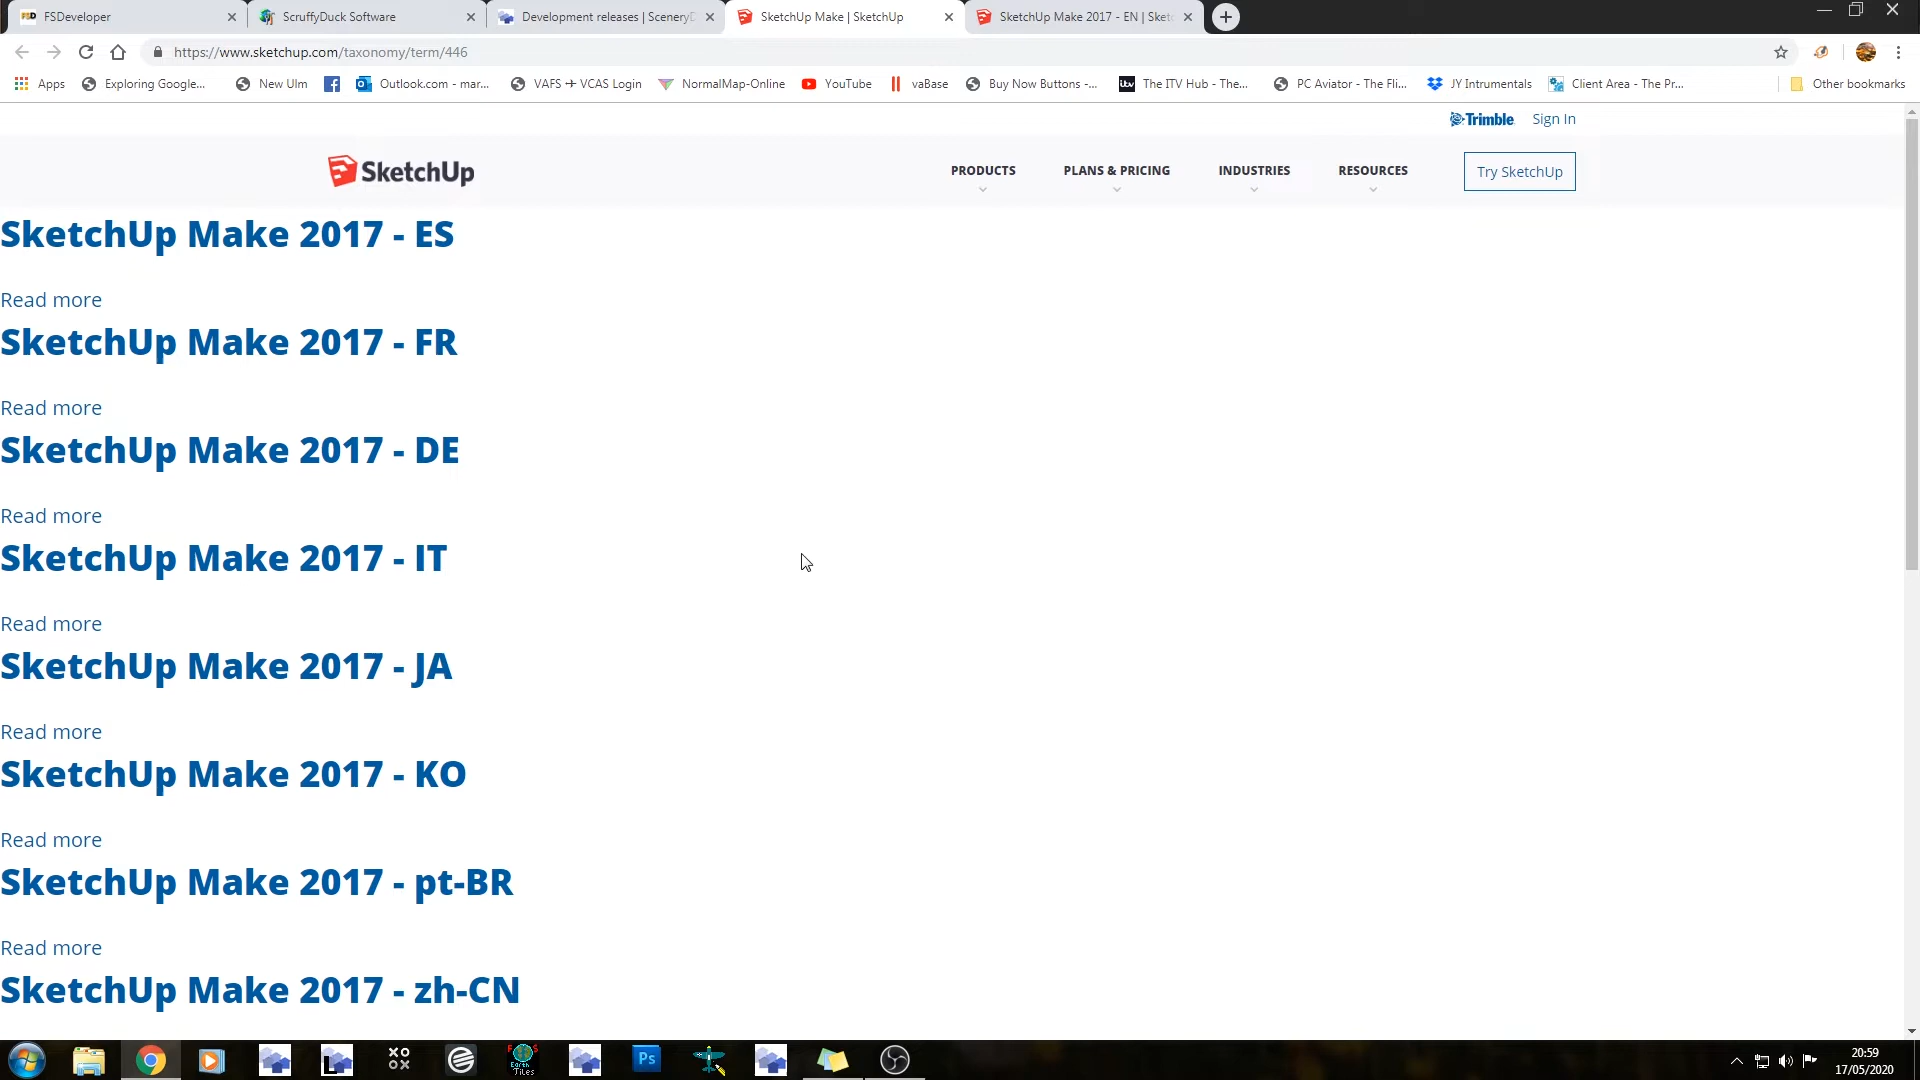 FSDeveloper
ScruffyDuck Software
Development releases | SceneryD
SketchUp Make | SketchUp
SketchUp Make 2017 - EN | Sketc
https://www.sketchup.com/taxonomy/term/446
Apps
Exploring Google...
New Ulm
Outlook.com - mar...
VAFS ✈ VCAS Login
NormalMap-Online
YouTube
vaBase
Buy Now Buttons -...
The ITV Hub - The...
PC Aviator - The Fli...
JY Intrumentals
Client Area - The Pr...
Other bookmarks
Trimble
Sign In
SketchUp
PRODUCTS
PLANS & PRICING
INDUSTRIES
RESOURCES
Try SketchUp
SketchUp Make 2017 - ES
Read more
SketchUp Make 2017 - FR
Read more
SketchUp Make 2017 - DE
Read more
SketchUp Make 2017 - IT
Read more
SketchUp Make 2017 - JA
Read more
SketchUp Make 2017 - KO
Read more
SketchUp Make 2017 - pt-BR
Read more
SketchUp Make 2017 - zh-CN
FS Earth Tiles
Ps
20:59
17/05/2020